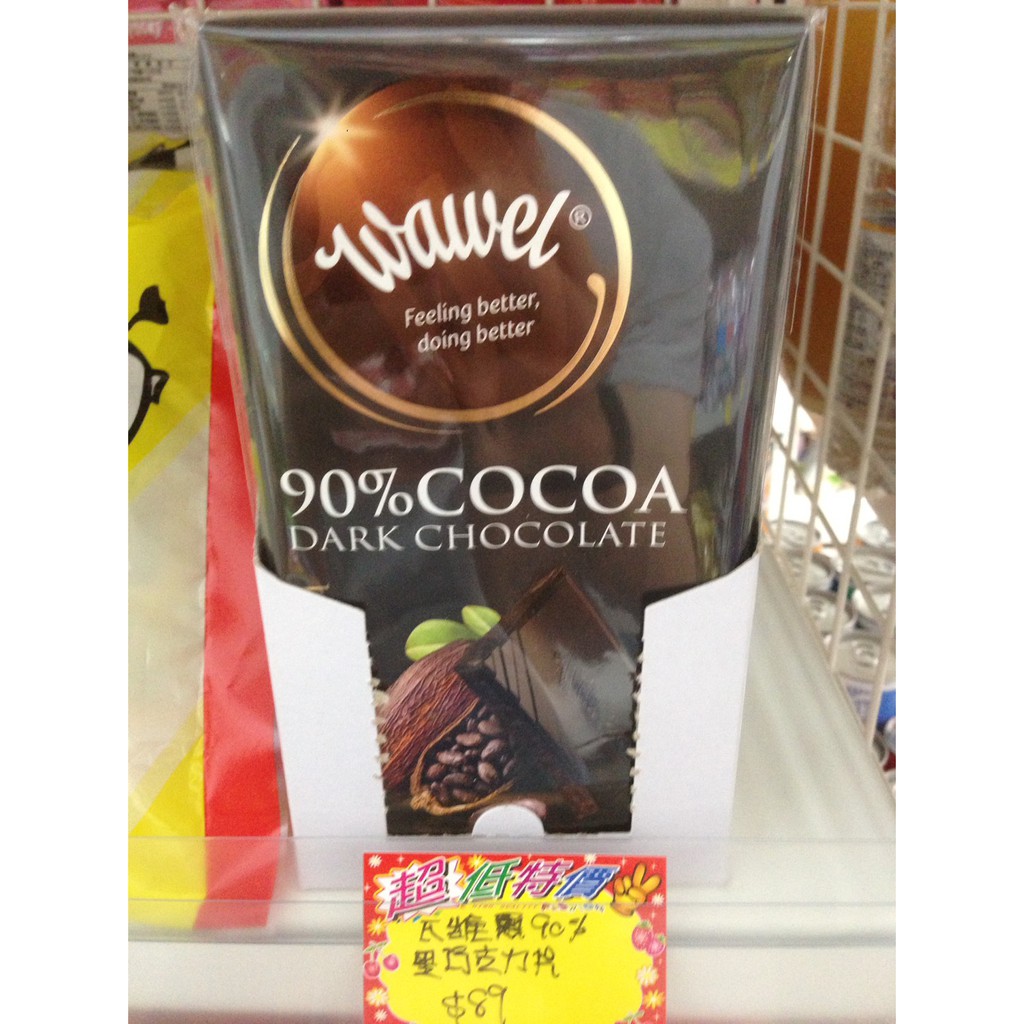 wawel®
Feeling better,
doing better
90% COCOA
DARK CHOCOLATE
超低特價
瓦維爾90%
黑巧克力技
$89